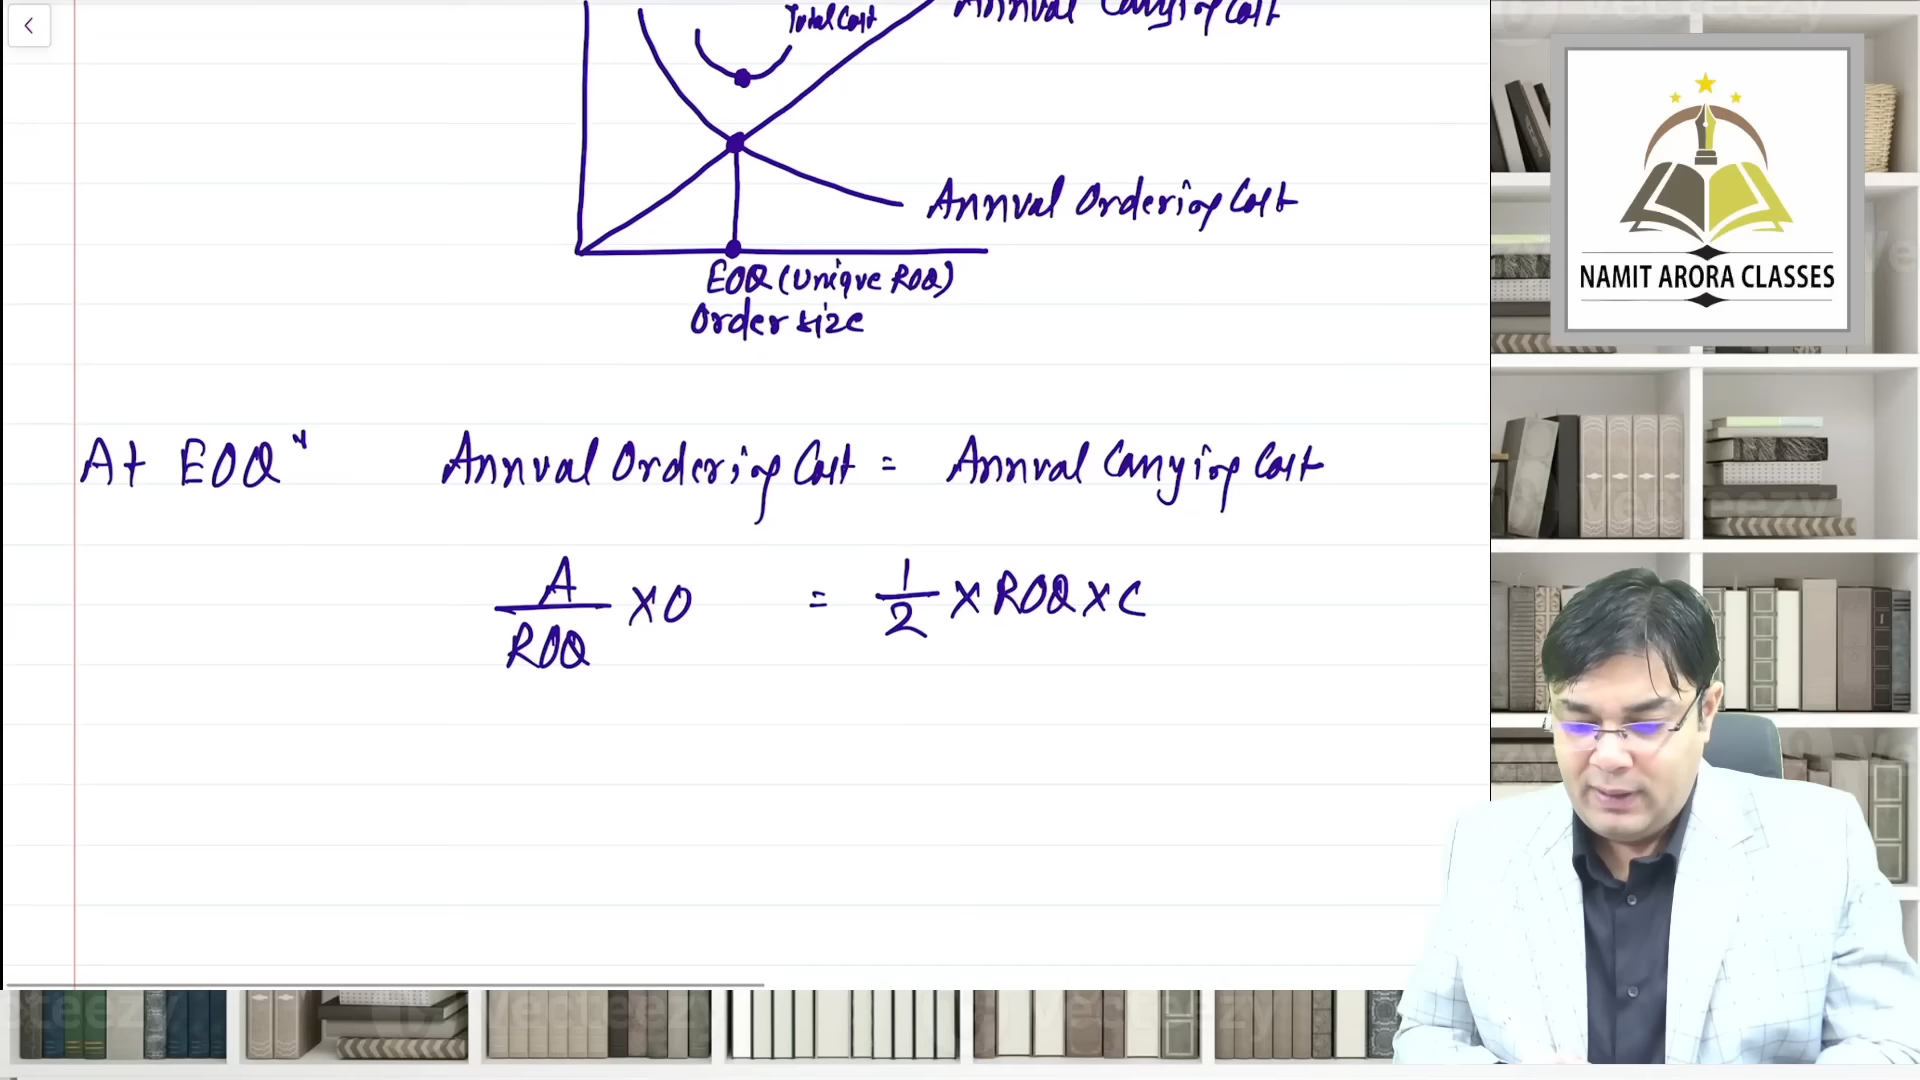 Total Cost
Annual Carrying Cost
Annual Ordering Cost
EOQ (Unique ROQ)
Order size
At EOQ Annual Ordering Cost = Annual Carrying Cost
A/ROQ X O = 1/2 X ROQ X C
NAMIT ARORA CLASSES